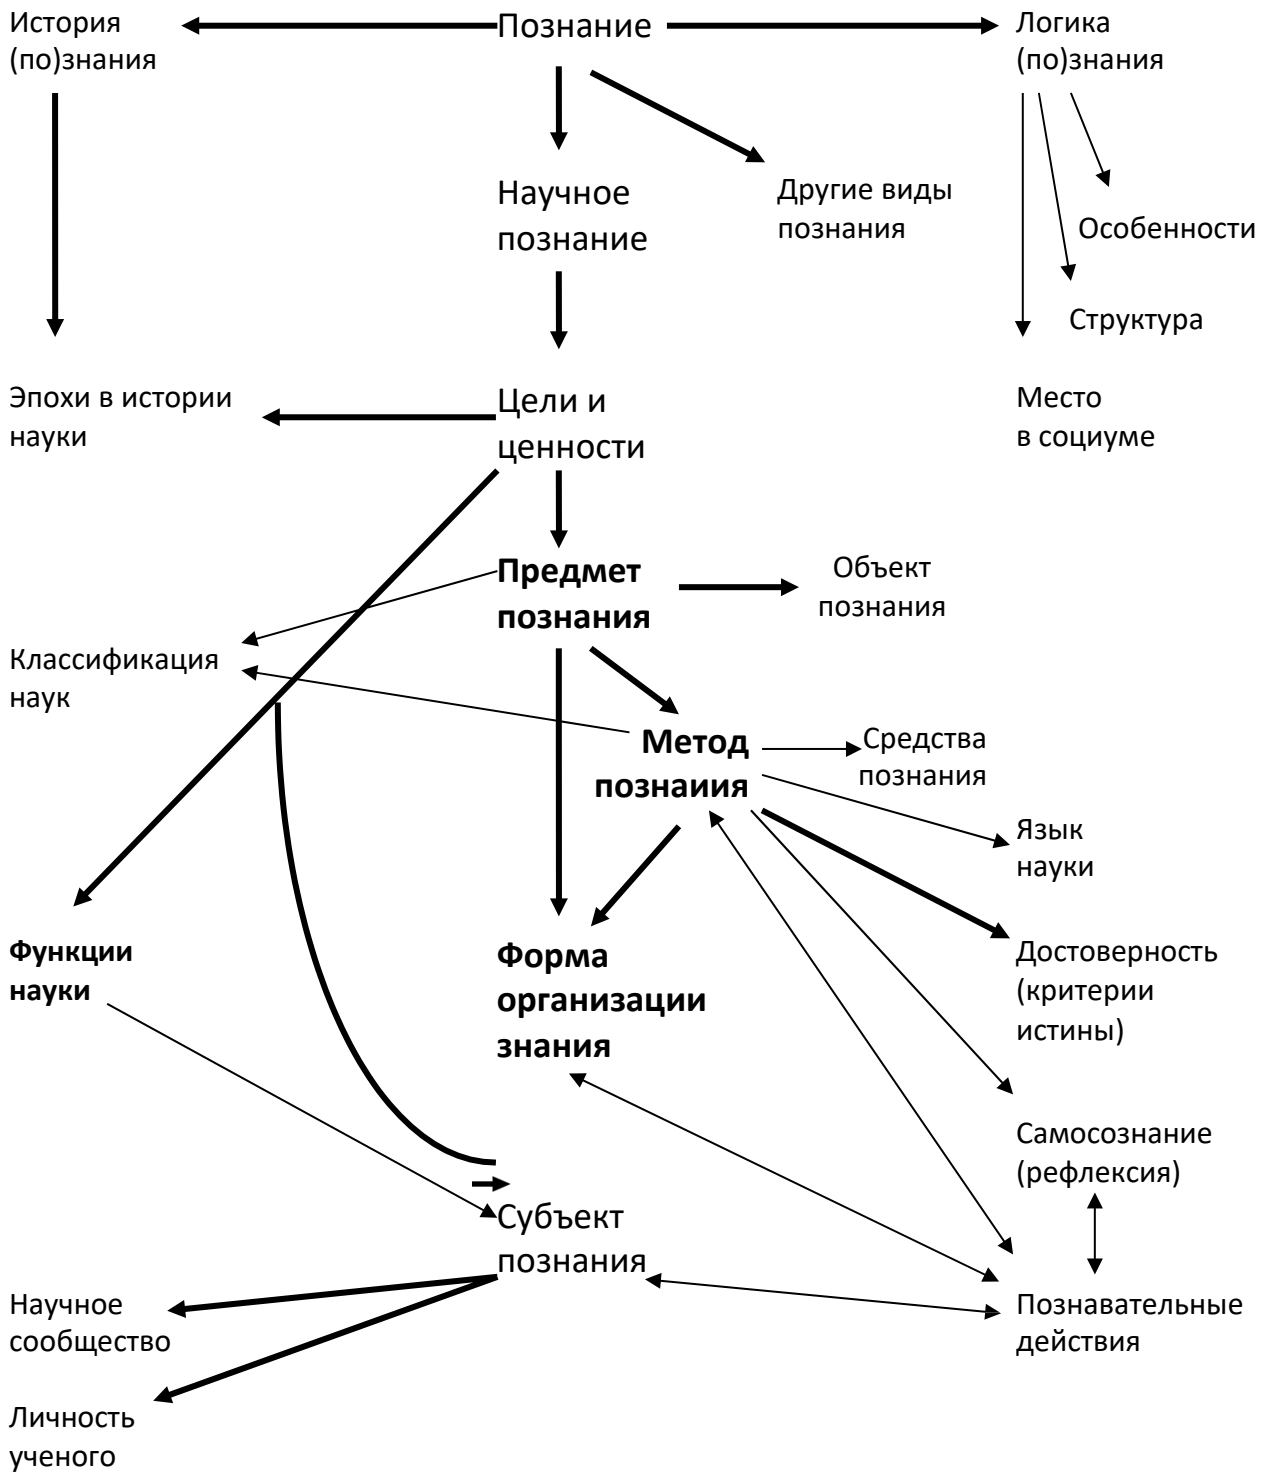 История
(по)знания
Познание
Логика
(по)знания
Научное
познание
Другие виды
познания
Особенности
Структура
Эпохи в истории
науки
Цели и
ценности
Место
в социуме
Предмет
познания
Объект
познания
Классификация
наук
Метод
познаиия
Средства
познания
Язык
науки
Функции
науки
Форма
организации
знания
Достоверность
(критерии
истины)
Самосознание
(рефлексия)
Субъект
познания
Научное
сообщество
Познавательные
действия
Личность
ученого